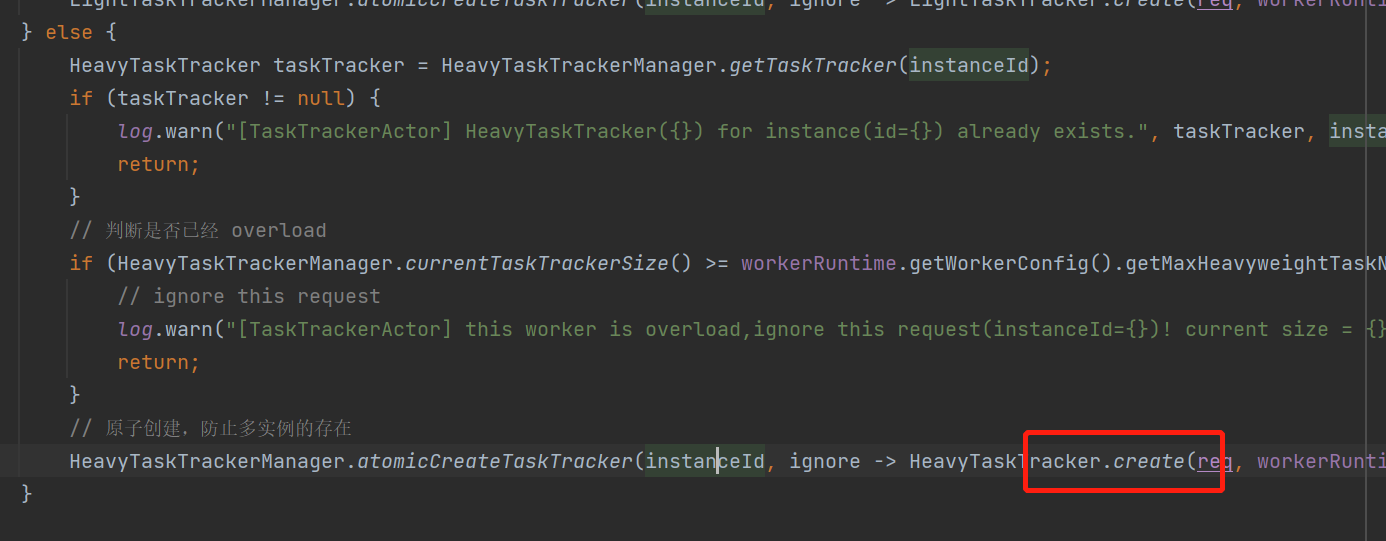 LightTaskTrackerManager.atomicCreateTaskTracker(instanceId, ignore -> LightTaskTracker.create(req, workerRunti
} else {
HeavyTaskTracker taskTracker = HeavyTaskTrackerManager.getTaskTracker(instanceId);
if (taskTracker != null) {
log.warn("[TaskTrackerActor] HeavyTaskTracker({}) for instance(id={}) already exists.", taskTracker, insta
return;
}
// 判断是否已经 overload
if (HeavyTaskTrackerManager.currentTaskTrackerSize() >= workerRuntime.getWorkerConfig().getMaxHeavyweightTaskN
// ignore this request
log.warn("[TaskTrackerActor] this worker is overload,ignore this request(instanceId={})! current size = {}
return;
}
// 原子创建，防止多实例的存在
HeavyTaskTrackerManager.atomicCreateTaskTracker(instanceId, ignore -> HeavyTaskTracker.create(req, workerRunti
}